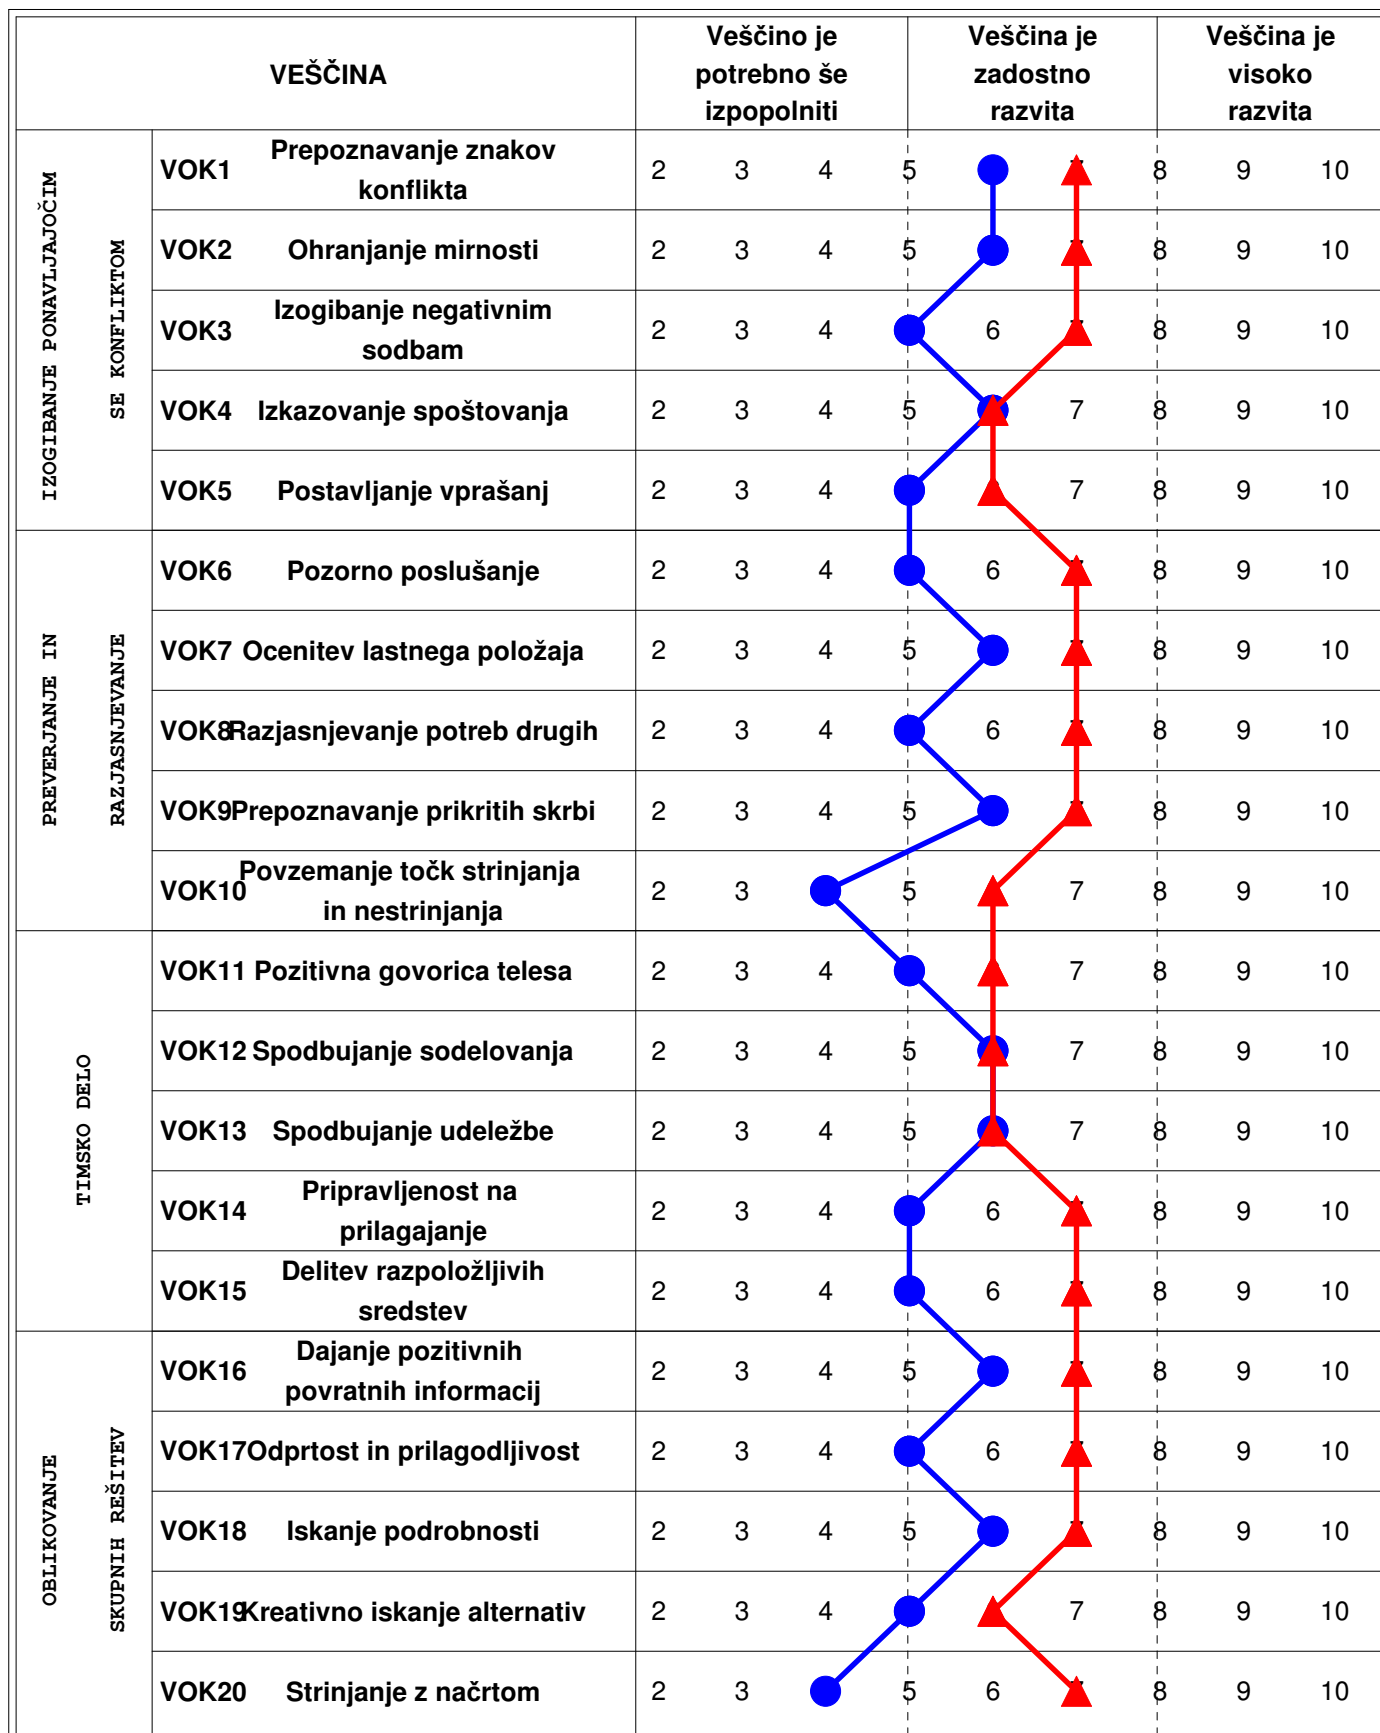 VEŠČINA
Veščino je
potrebno še
izpopolniti
Veščina je
zadostno
razvita
Veščina je
visoko
razvita
IZOGIBANJE PONAVLJAJOČIM
SE KONFLIKTOM
VOK1 Prepoznavanje znakov
konflikta
2 3 4 5 8 9 10
VOK2 Ohranjanje mirnosti
2 3 4 5 8 9 10
VOK3 Izogibanje negativnim
sodbam
2 3 4 6 8 9 10
VOK4 Izkazovanje spoštovanja
2 3 4 5 7 8 9 10
VOK5 Postavljanje vprašanj
2 3 4 7 8 9 10
PREVERJANJE IN
RAZJASNJEVANJE
VOK6 Pozorno poslušanje
2 3 4 6 8 9 10
VOK7 Ocenitev lastnega položaja
2 3 4 5 8 9 10
VOK8 Razjasnjevanje potreb drugih
2 3 4 6 8 9 10
VOK9 Prepoznavanje prikritih skrbi
2 3 4 5 8 9 10
VOK10 Povzemanje točk strinjanja
in nestrinjanja
2 3 5 7 8 9 10
TIMSKO DELO
VOK11 Pozitivna govorica telesa
2 3 4 7 8 9 10
VOK12 Spodbujanje sodelovanja
2 3 4 5 7 8 9 10
VOK13 Spodbujanje udeležbe
2 3 4 5 7 8 9 10
VOK14 Pripravljenost na
prilagajanje
2 3 4 6 8 9 10
VOK15 Delitev razpoložljivih
sredstev
2 3 4 6 8 9 10
OBLIKOVANJE
SKUPNIH REŠITEV
VOK16 Dajanje pozitivnih
povratnih informacij
2 3 4 5 8 9 10
VOK17 Odprtost in prilagodljivost
2 3 4 6 8 9 10
VOK18 Iskanje podrobnosti
2 3 4 5 8 9 10
VOK19 Kreativno iskanje alternativ
2 3 4 7 8 9 10
VOK20 Strinjanje z načrtom
2 3 5 6 8 9 10